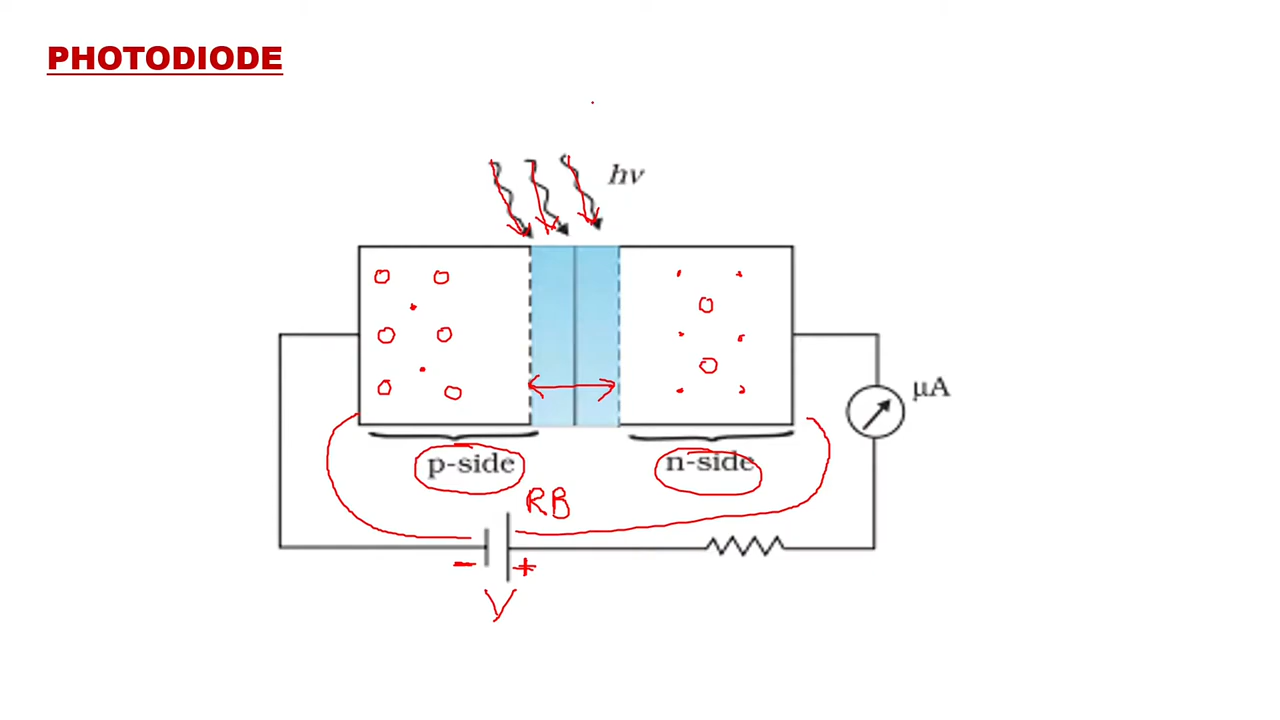 PHOTODIODE
hν
μA
p-side
n-side
RB
- +
V